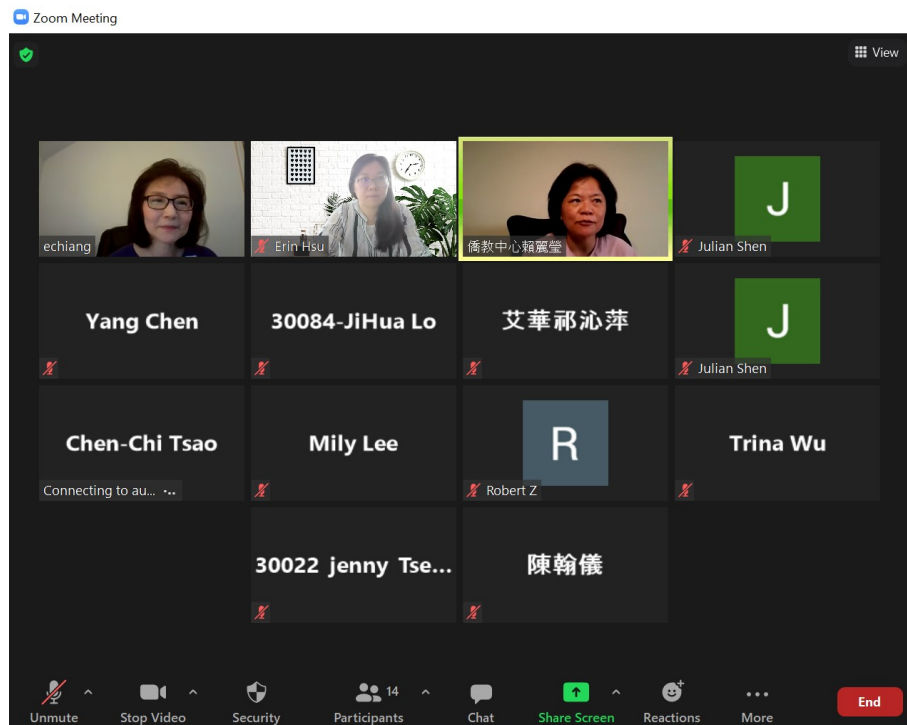 Zoom Meeting
View
echiang
Erin Hsu
僑教中心賴麗瑩
J
Julian Shen
Yang Chen
30084-JiHua Lo
艾華祁沁萍
J
Julian Shen
Chen-Chi Tsao
Connecting to au...
Mily Lee
R
Robert Z
Trina Wu
30022 jenny Tse...
陳翰儀
Unmute
Stop Video
Security
14
Participants
Chat
Share Screen
Reactions
More
End